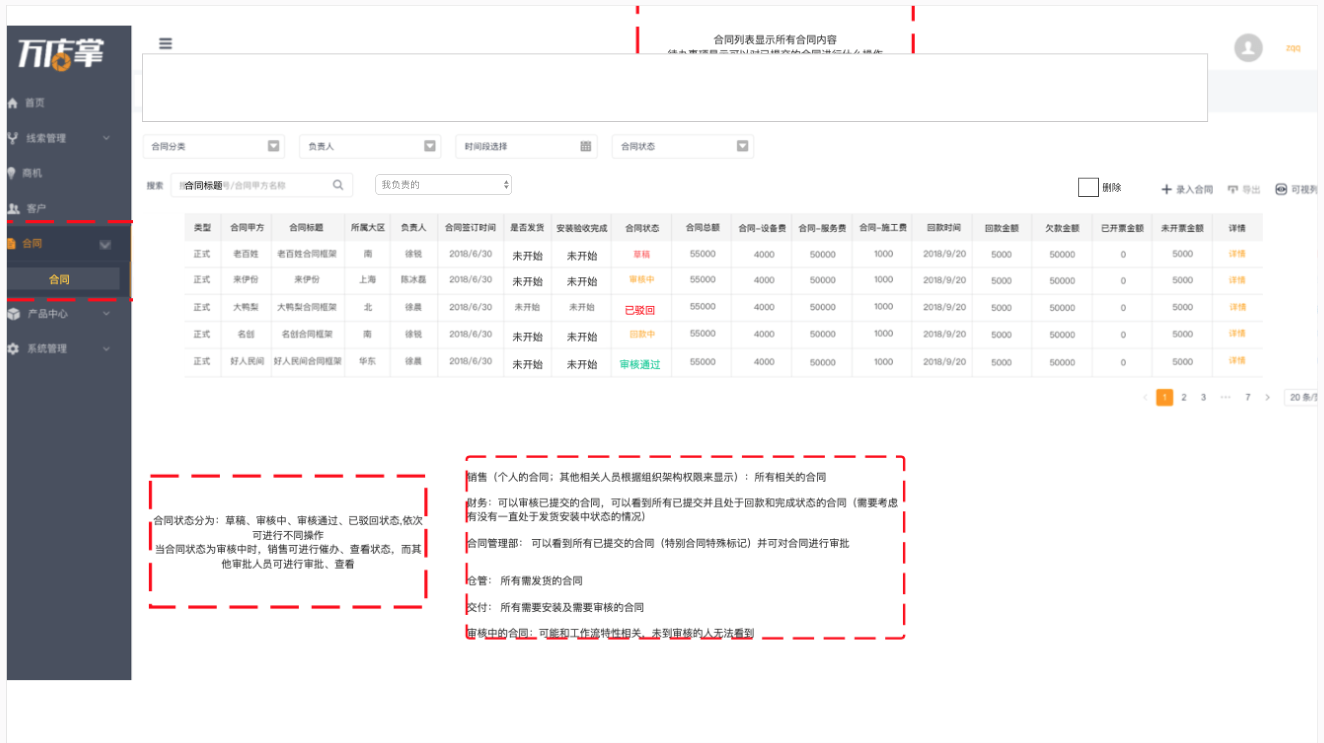 合同列表显示所有合同内容
待办事项显示可以对已提交的合同进行什么操作
万店掌
zqq
首页
线索管理
商机
客户
合同
合同
产品中心
系统管理
合同分类 负责人 时间段选择 合同状态
搜索 合同标题号/合同甲方名称 我负责的 删除 录入合同 导出 可视列
类型 合同甲方 合同标题 所属大区 负责人 合同签订时间 是否发货 安装验收完成 合同状态 合同总额 合同-设备费 合同-服务费 合同-施工费 回款时间 回款金额 欠款金额 已开票金额 未开票金额 详情
正式 老百姓 老百姓合同框架 南 徐锐 2018/6/30 未开始 未开始 草稿 55000 4000 50000 1000 2018/9/20 5000 50000 0 5000 详情
正式 来伊份 来伊份 上海 陈冰磊 2018/6/30 未开始 未开始 审核中 55000 4000 50000 1000 2018/9/20 5000 50000 0 5000 详情
正式 大鸭梨 大鸭梨合同框架 北 徐晨 2018/6/30 未开始 未开始 已驳回 55000 4000 50000 1000 2018/9/20 5000 50000 0 5000 详情
正式 名创 名创合同框架 南 徐锐 2018/6/30 未开始 未开始 回款中 55000 4000 50000 1000 2018/9/20 5000 50000 0 5000 详情
正式 好人民间 好人民间合同框架 华东 徐晨 2018/6/30 未开始 未开始 审核通过 55000 4000 50000 1000 2018/9/20 5000 50000 0 5000 详情
1 2 3 ··· 7 20 条/
合同状态分为：草稿、审核中、审核通过、已驳回状态,依次
可进行不同操作
当合同状态为审核中时，销售可进行催办、查看状态，而其
他审批人员可进行审批、查看
销售（个人的合同；其他相关人员根据组织架构权限来显示）：所有相关的合同
财务：可以审核已提交的合同，可以看到所有已提交并且处于回款和完成状态的合同（需要考虑
有没有一直处于发货安装中状态的情况）
合同管理部： 可以看到所有已提交的合同（特别合同特殊标记）并可对合同进行审批
仓管： 所有需发货的合同
交付： 所有需要安装及需要审核的合同
审核中的合同：可能和工作流特性相关，未到审核的人无法看到